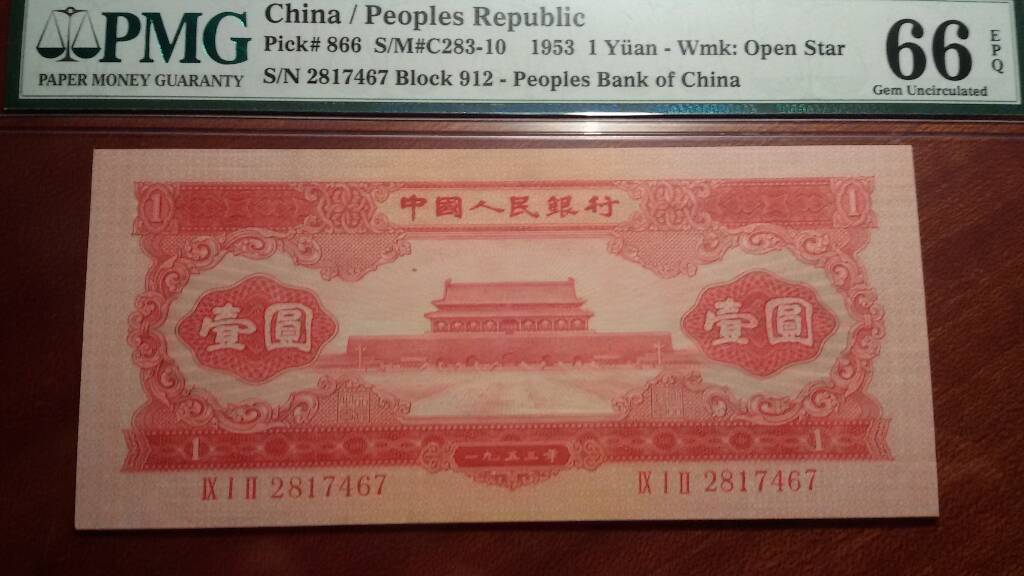 PMG
PAPER MONEY GUARANTY
China / Peoples Republic
Pick# 866 S/M#C283-10 1953 1 Yüan - Wmk: Open Star
S/N 2817467 Block 912 - Peoples Bank of China
66
EPQ
Gem Uncirculated
1
中國人民銀行
1
壹圓
壹圓
1
一九五三年
1
IX I II 2817467
IX I II 2817467